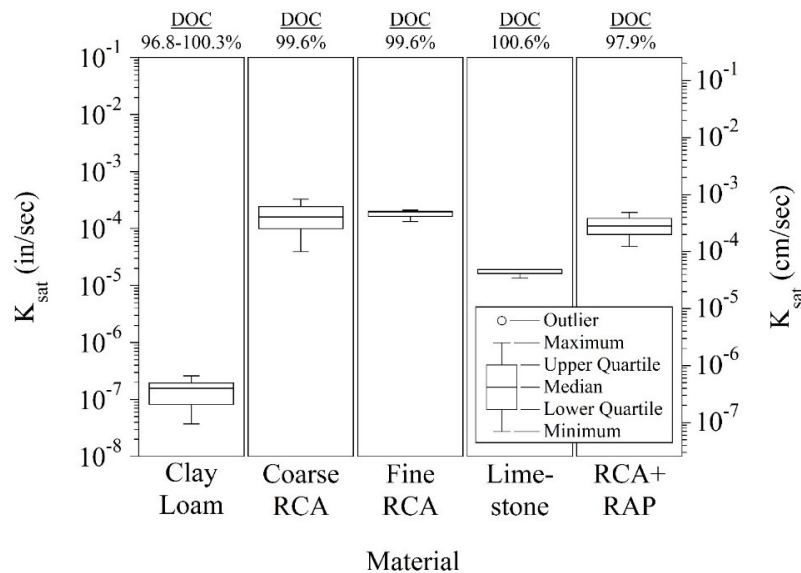 DOC DOC DOC DOC DOC
96.8-100.3% 99.6% 99.6% 100.6% 97.9%
K_sat (in/sec)
10^-1
10^-2
10^-3
10^-4
10^-5
10^-6
10^-7
10^-8
Outlier
Maximum
Upper Quartile
Median
Lower Quartile
Minimum
10^-1
10^-2
10^-3
10^-4
10^-5
10^-6
10^-7
K_sat (cm/sec)
Clay Coarse Fine Lime- RCA+
Loam RCA RCA stone RAP
Material